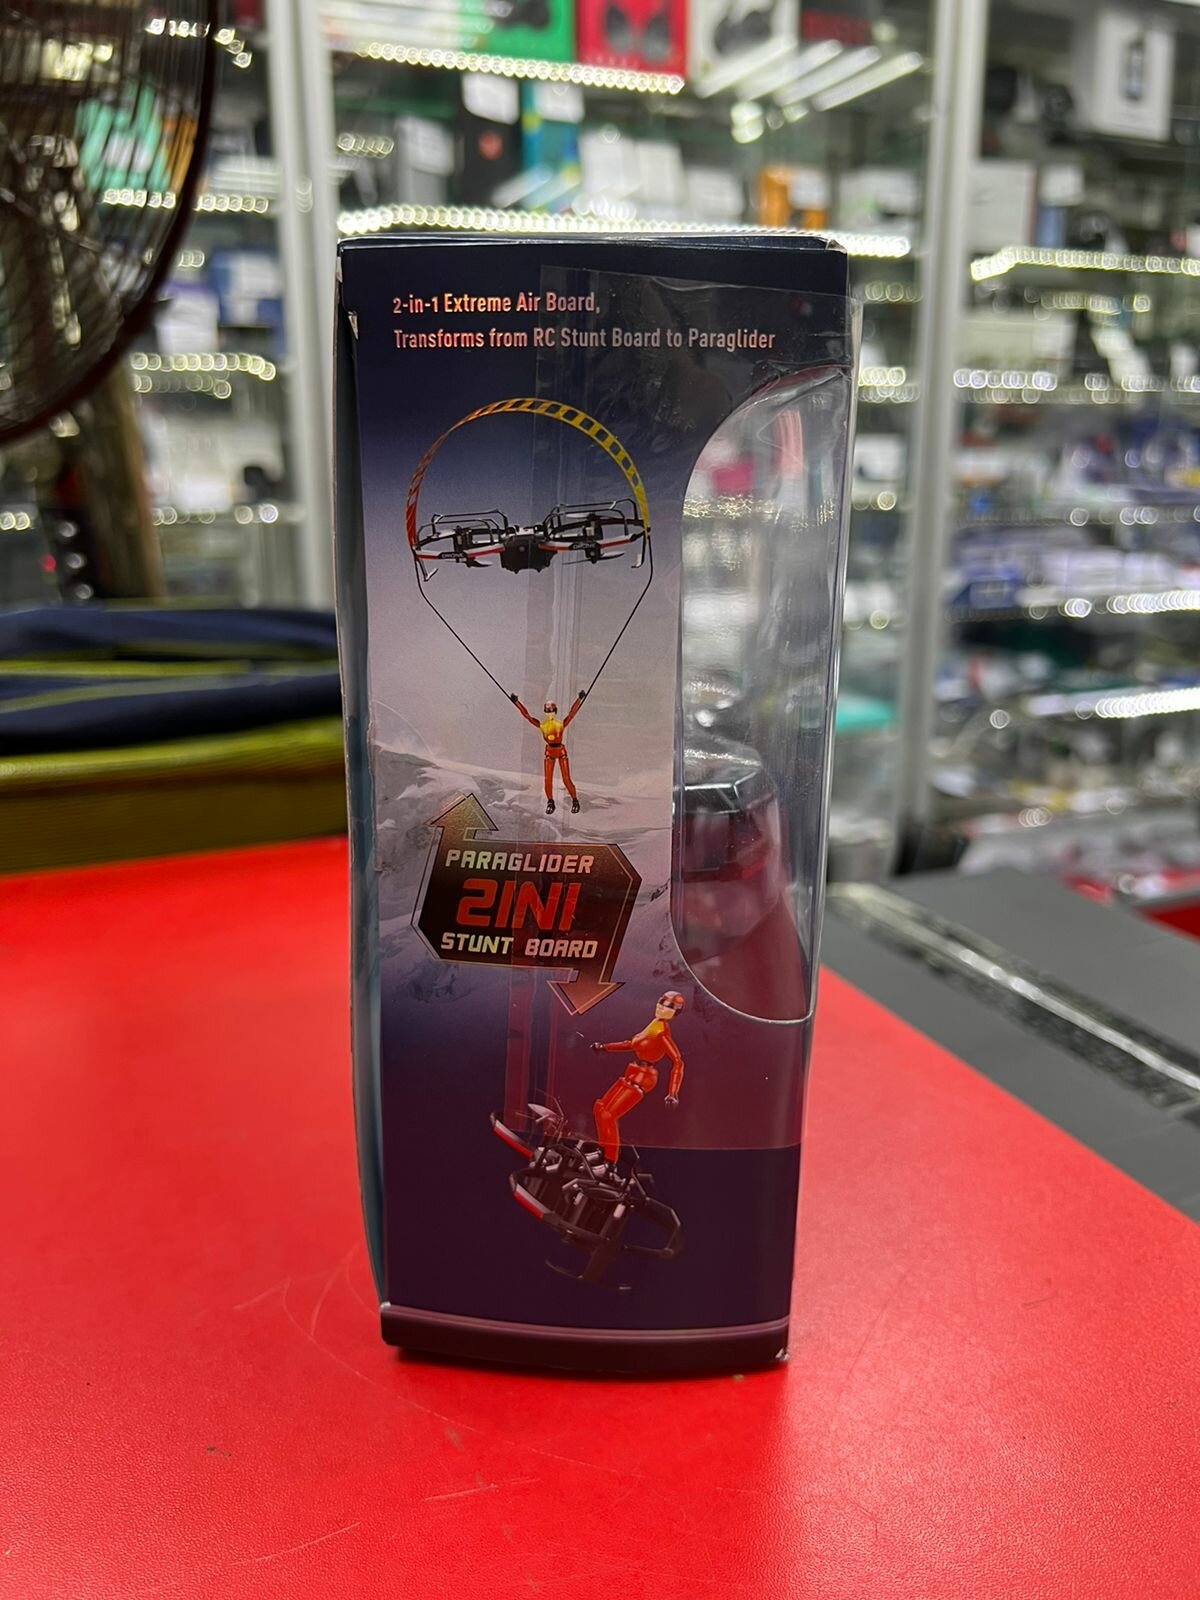 2-in-1 Extreme Air Board,
Transforms from RC Stunt Board to Paraglider
PARAGLIDER
2IN1
STUNT BOARD